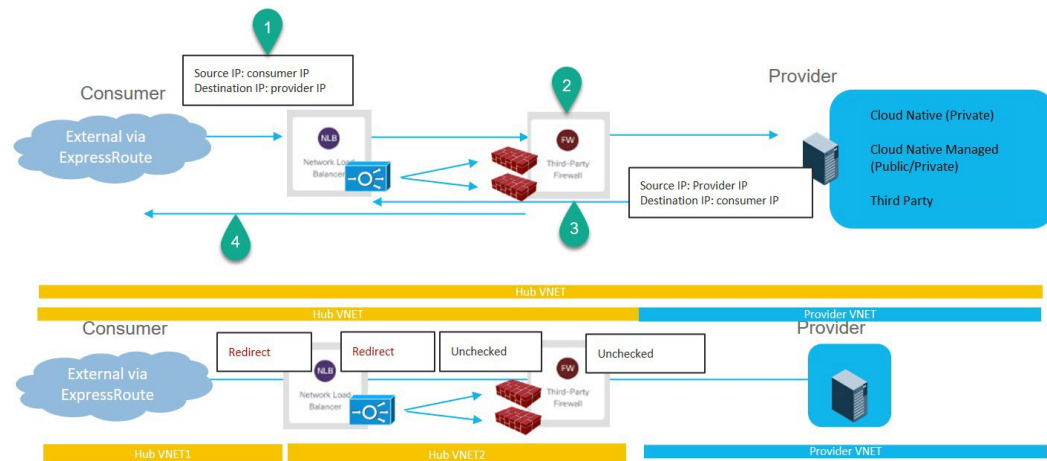 1
Source IP: consumer IP
Destination IP: provider IP
Consumer
Provider
2
External via
ExpressRoute
NLB
Network Load
Balancer
FW
Third-Party
Firewall
Cloud Native (Private)
Cloud Native Managed
(Public/Private)
Third Party
Source IP: Provider IP
Destination IP: consumer IP
4
3
Hub VNET
Hub VNET
Provider VNET
Consumer
Provider
Redirect
Redirect
Unchecked
Unchecked
External via
ExpressRoute
NLB
Network Load
Balancer
FW
Third-Party
Firewall
Hub VNET1
Hub VNET2
Provider VNET